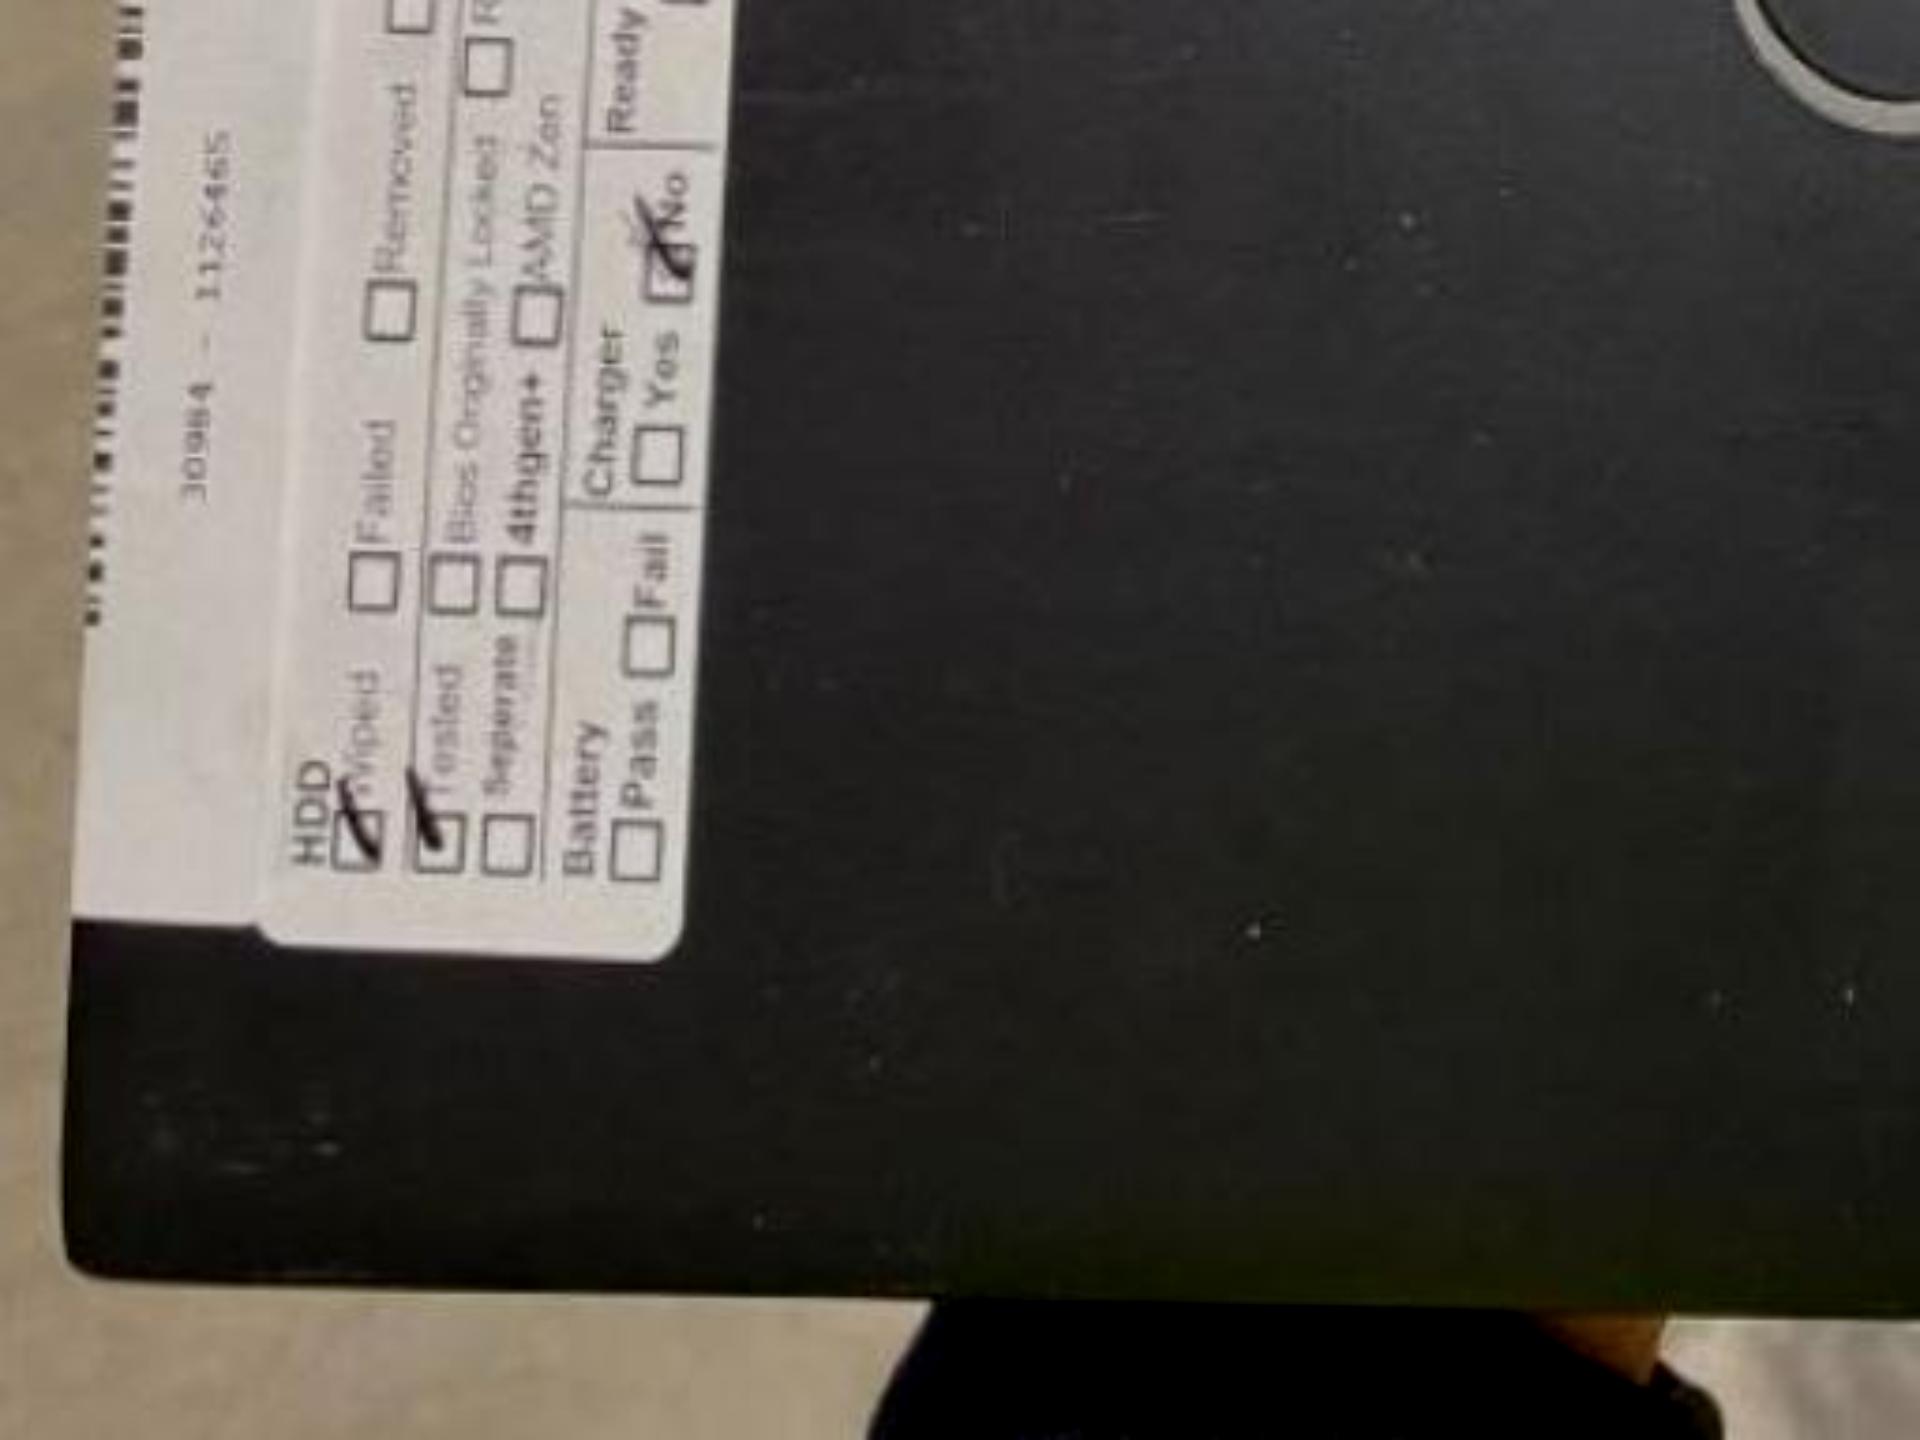 30984 - 1126465
HDD
Wiped Failed Removed
Tested Bios Originally Locked R
Seperate 4thgen+ AMD Zen
Battery Charger Ready
Pass Fail Yes No